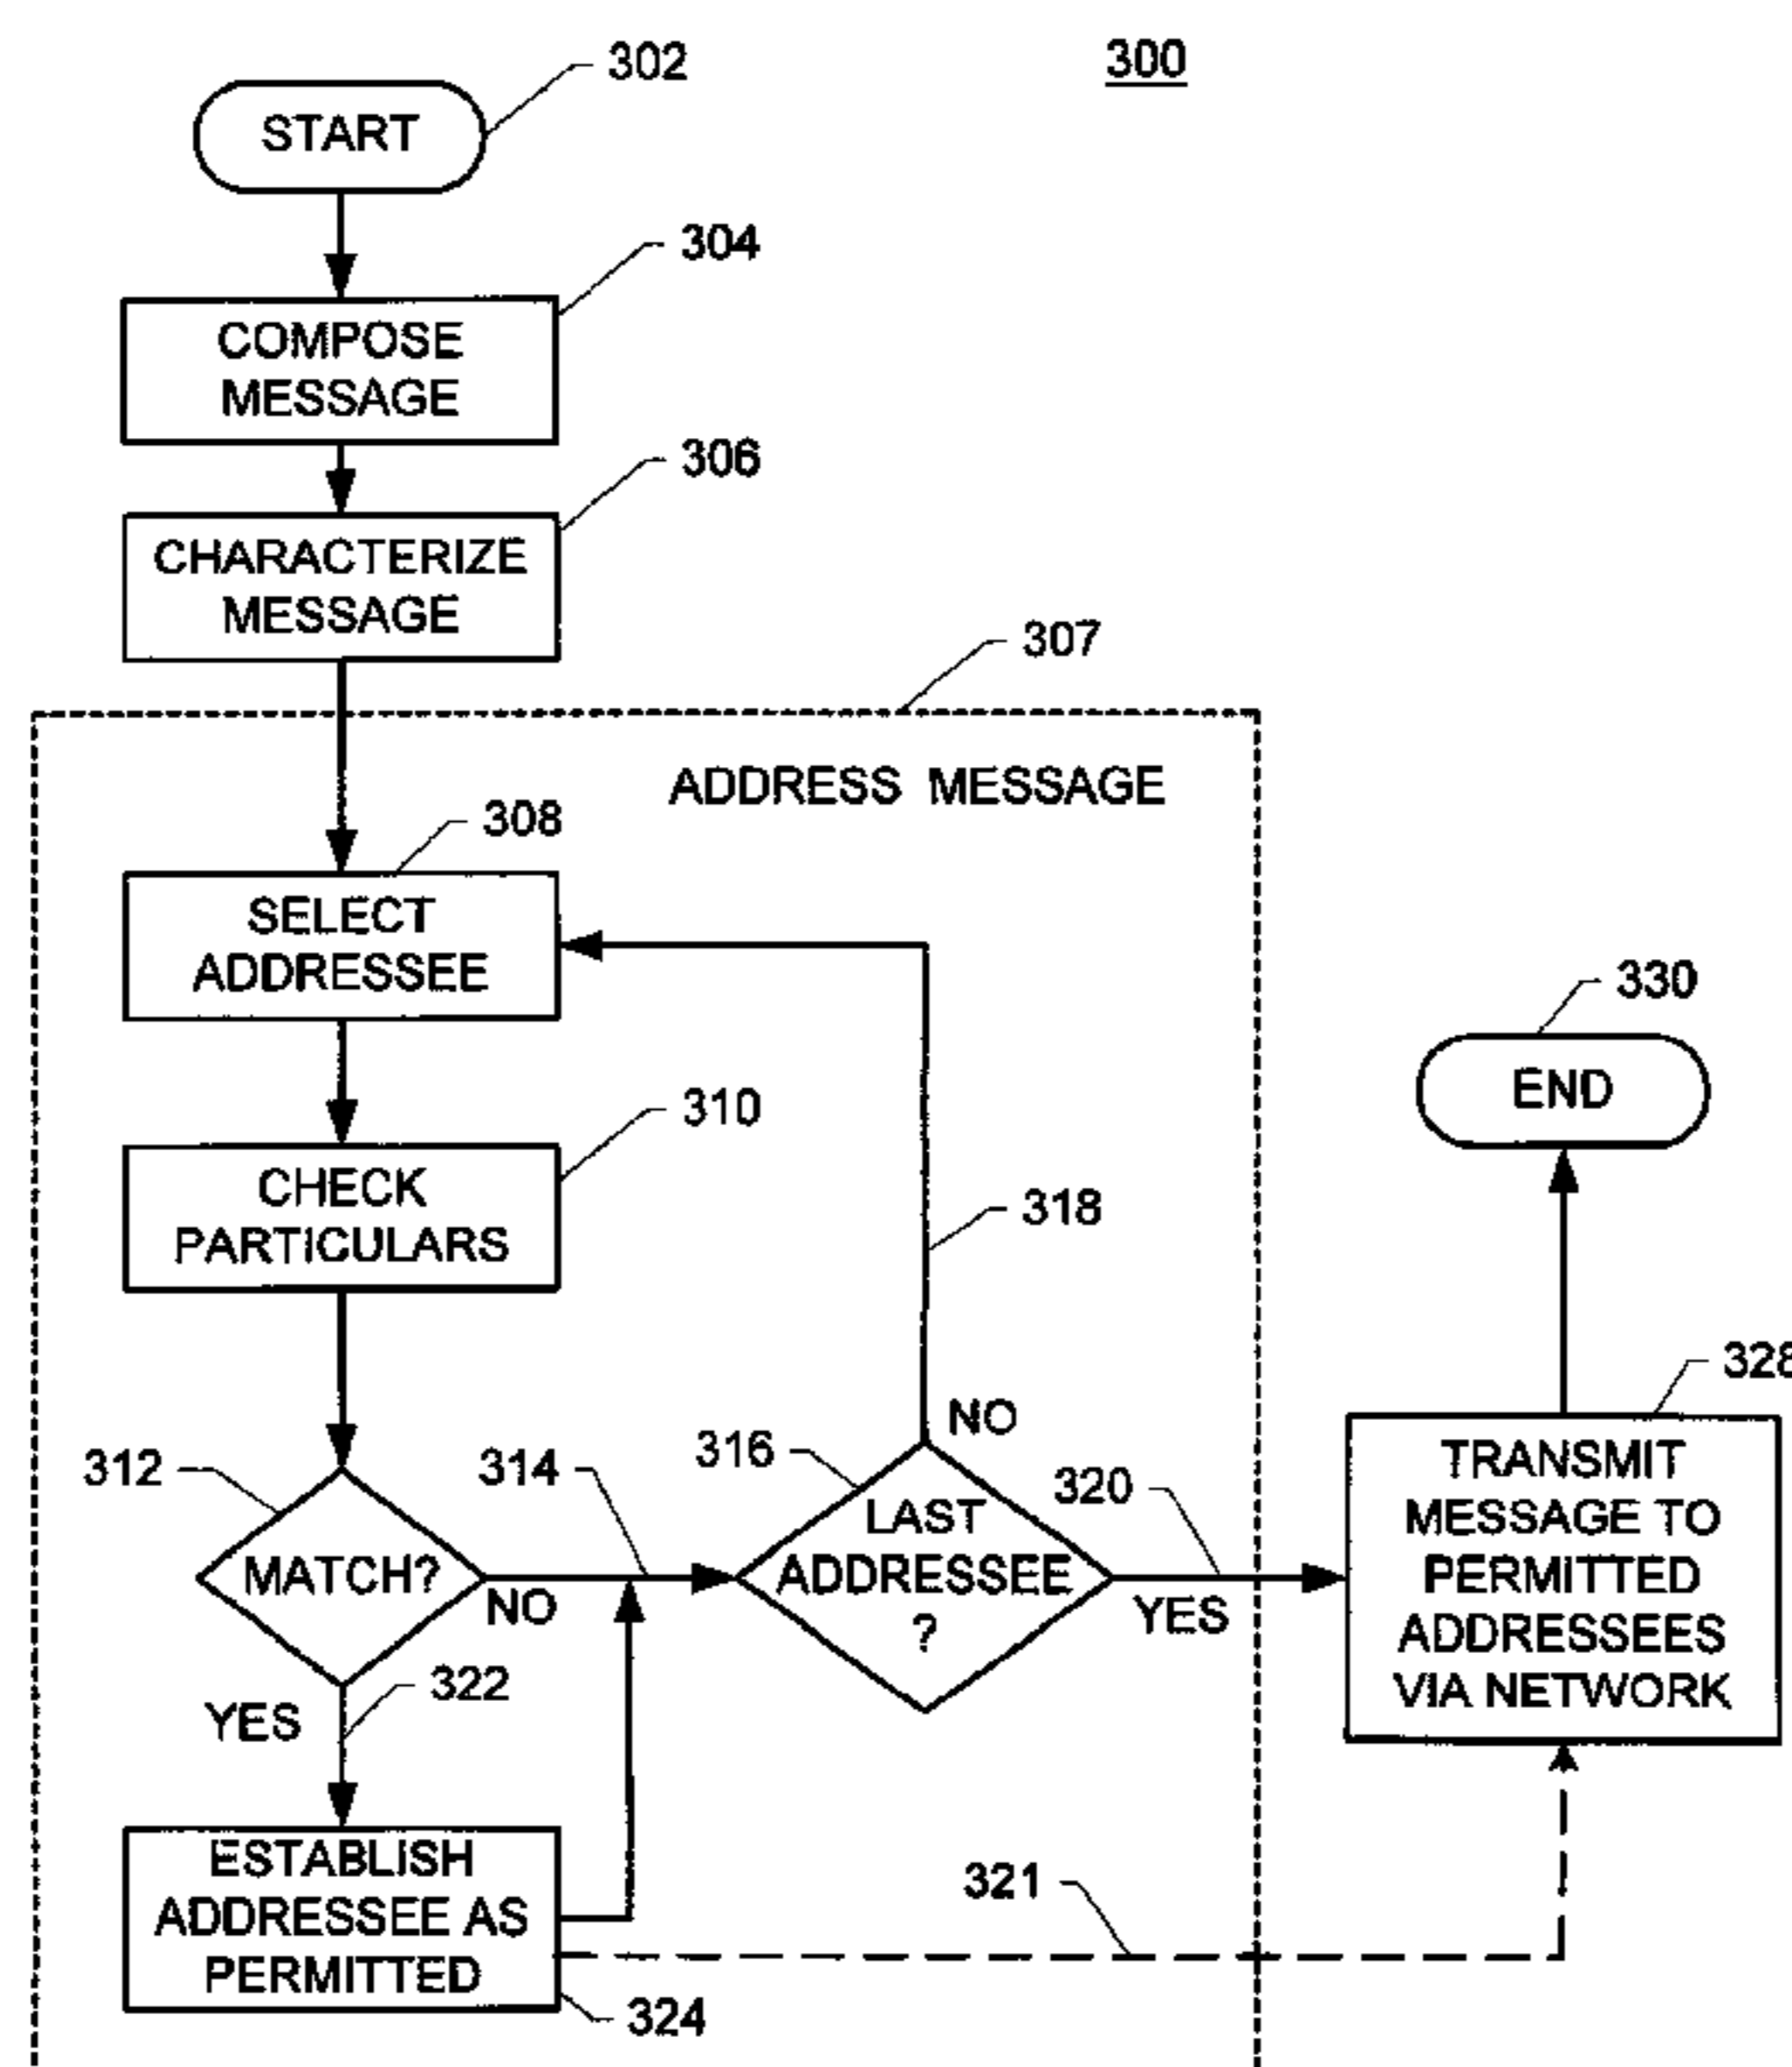 300
302
START
304
COMPOSE
MESSAGE
306
CHARACTERIZE
MESSAGE
307
ADDRESS MESSAGE
308
SELECT
ADDRESSEE
310
CHECK
PARTICULARS
318
330
END
312
MATCH?
NO
314
316
LAST
ADDRESSEE
?
NO
320
YES
328
TRANSMIT
MESSAGE TO
PERMITTED
ADDRESSEES
VIA NETWORK
YES
322
ESTABLISH
ADDRESSEE AS
PERMITTED
324
321